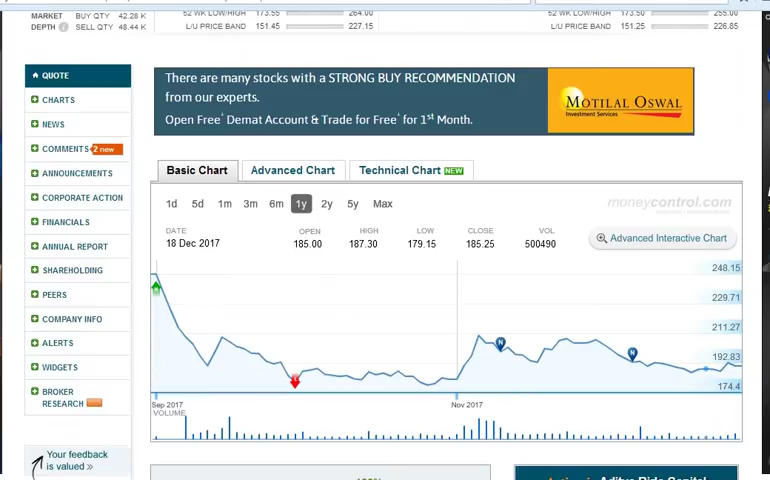 MARKET BUY QTY 42.28 K 52 WK LOW/HIGH 173.55 264.00 52 WK LOW/HIGH 173.50 255.00
DEPTH i SELL QTY 48.44 K L/U PRICE BAND 151.45 227.15 L/U PRICE BAND 151.25 226.85
QUOTE
CHARTS
NEWS
COMMENTS 2 new
ANNOUNCEMENTS
CORPORATE ACTION
FINANCIALS
ANNUAL REPORT
SHAREHOLDING
PEERS
COMPANY INFO
ALERTS
WIDGETS
BROKER
RESEARCH
Your feedback
is valued »
There are many stocks with a STRONG BUY RECOMMENDATION
from our experts.
Open Free* Demat Account & Trade for Free* for 1st Month.
MOTILAL OSWAL
Investment Services
Basic Chart Advanced Chart Technical Chart NEW
1d 5d 1m 3m 6m 1y 2y 5y Max
moneycontrol.com
DATE OPEN HIGH LOW CLOSE VOL
18 Dec 2017 185.00 187.30 179.15 185.25 500490
Advanced Interactive Chart
248.15
229.71
211.27
N
N
192.83
174.4
Sep 2017 Nov 2017
VOLUME